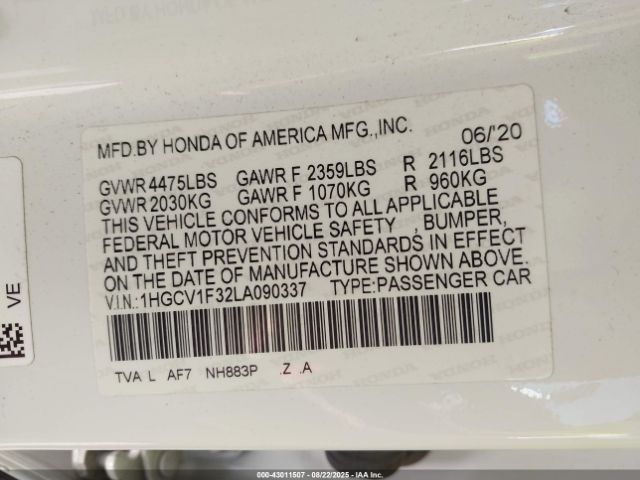 MFD.BY HONDA OF AMERICA MFG.,INC. 06/'20
GVWR 4475LBS GAWR F 2359LBS R 2116LBS
GVWR 2030KG GAWR F 1070KG R 960KG
THIS VEHICLE CONFORMS TO ALL APPLICABLE
FEDERAL MOTOR VEHICLE SAFETY , BUMPER,
AND THEFT PREVENTION STANDARDS IN EFFECT
ON THE DATE OF MANUFACTURE SHOWN ABOVE.
V.I.N.:1HGCV1F32LA090337 TYPE:PASSENGER CAR
TVA L AF7 NH883P .Z .A
VE
000-43011507 - 08/22/2025 - IAAI.com